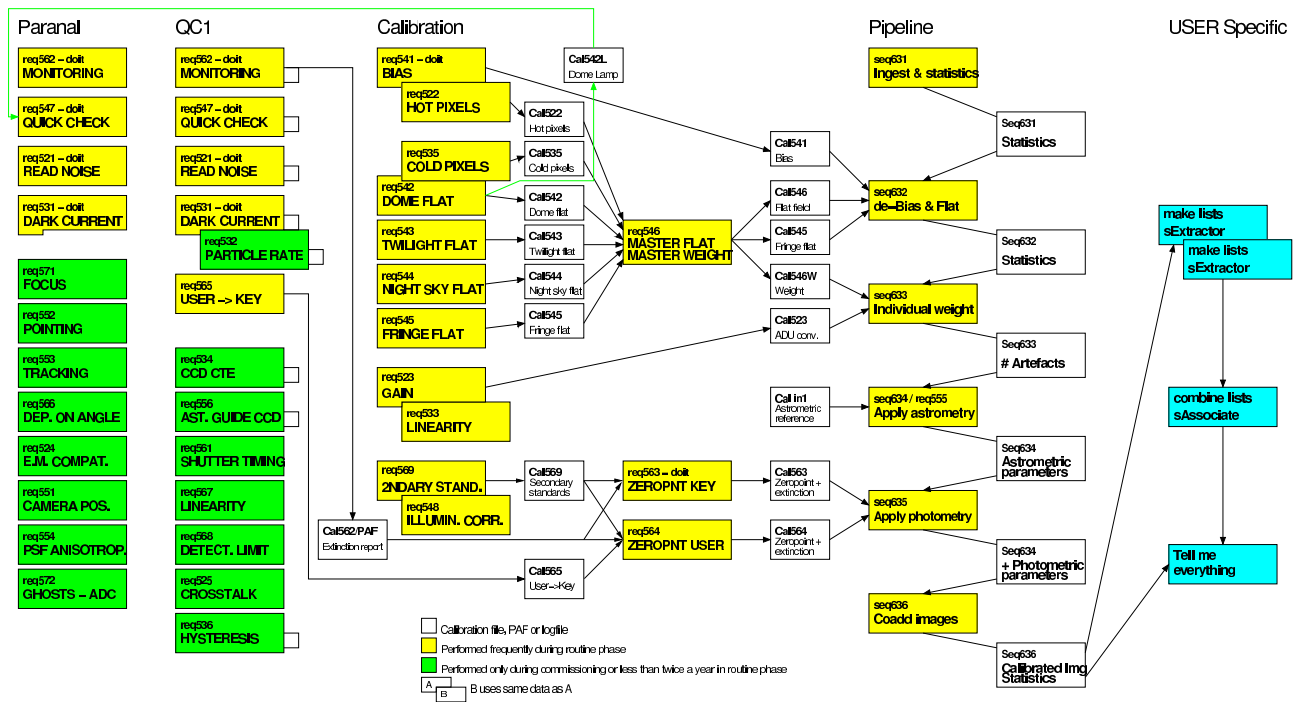 Paranal
QC1
Calibration
Pipeline
USER Specific
req562 – doit
MONITORING
req547 – doit
QUICK CHECK
req521 – doit
READ NOISE
req531 – doit
DARK CURRENT
req571
FOCUS
req552
POINTING
req553
TRACKING
req566
DEP. ON ANGLE
req524
E.M. COMPAT.
req551
CAMERA POS.
req554
PSF ANISOTROP.
req572
GHOSTS – ADC
req562 – doit
MONITORING
req547 – doit
QUICK CHECK
req521 – doit
READ NOISE
req531 – doit
DARK CURRENT
req532
PARTICLE RATE
req565
USER –> KEY
req534
CCD CTE
req556
AST. GUIDE CCD
req561
SHUTTER TIMING
req567
LINEARITY
req568
DETECT. LIMIT
req525
CROSSTALK
req536
HYSTERESIS
req541 – doit
BIAS
req522
HOT PIXELS
req535
COLD PIXELS
req542
DOME FLAT
req543
TWILIGHT FLAT
req544
NIGHT SKY FLAT
req545
FRINGE FLAT
req523
GAIN
req533
LINEARITY
req569
2NDARY STAND.
req548
ILLUMIN. CORR.
Cal562/PAF
Extinction report
Cal542L
Dome Lamp
Cal522
Hot pixels
Cal535
Cold pixels
Cal542
Dome flat
Cal543
Twilight flat
Cal544
Night sky flat
Cal545
Fringe flat
Cal569
Secondary
standards
Cal565
User–>Key
req546
MASTER FLAT
MASTER WEIGHT
req563 – doit
ZEROPNT KEY
req564
ZEROPNT USER
Cal541
Bias
Cal546
Flat field
Cal545
Fringe flat
Cal546W
Weight
Cal523
ADU conv.
Cal in1
Astrometric
reference
Cal563
Zeropoint +
extinction
Cal564
Zeropoint +
extinction
seq631
Ingest & statistics
seq632
de–Bias & Flat
seq633
Individual weight
seq634 / req555
Apply astrometry
seq635
Apply photometry
seq636
Coadd images
Seq631
Statistics
Seq632
Statistics
Seq633
# Artefacts
Seq634
Astrometric
parameters
Seq634
+ Photometric
parameters
Seq636
Calibrated Img
Statistics
make lists
sExtractor
make lists
sExtractor
combine lists
sAssociate
Tell me
everything
Calibration file, PAF or logfile
Performed frequently during routine phase
Performed only during commissioning or less than twice a year in routine phase
A
B
B uses same data as A